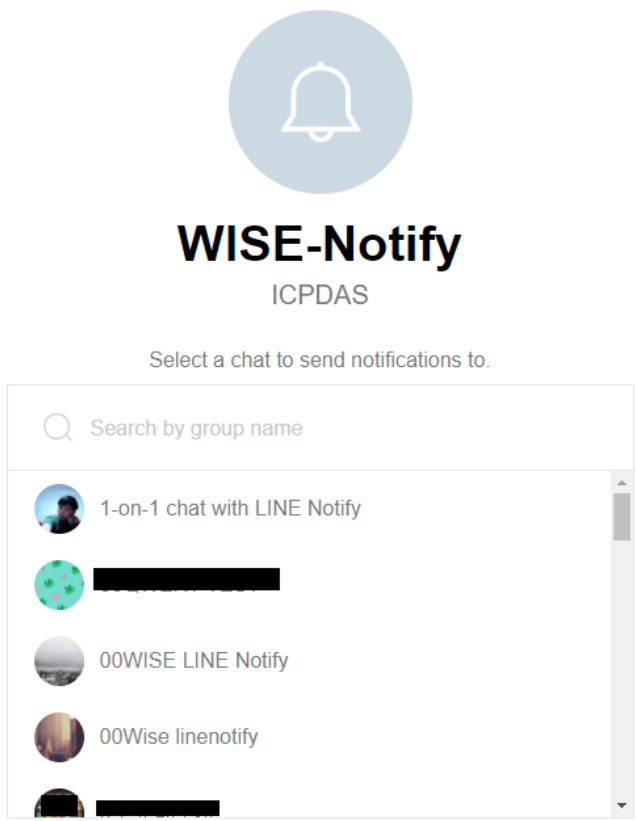 WISE-Notify
ICPDAS
Select a chat to send notifications to.
Search by group name
1-on-1 chat with LINE Notify
00WISE LINE Notify
00Wise linenotify